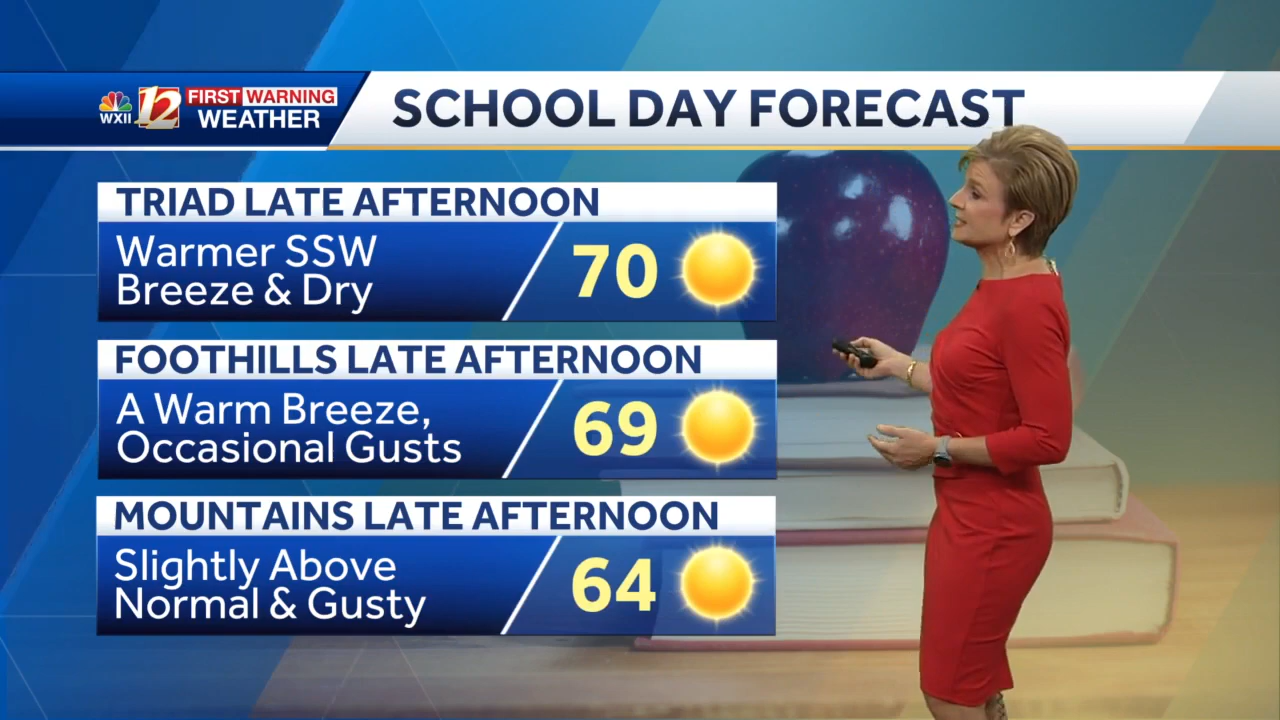 WXII 12 FIRST WARNING
WEATHER
SCHOOL DAY FORECAST
TRIAD LATE AFTERNOON
Warmer SSW
Breeze & Dry
70
FOOTHILLS LATE AFTERNOON
A Warm Breeze,
Occasional Gusts
69
MOUNTAINS LATE AFTERNOON
Slightly Above
Normal & Gusty
64